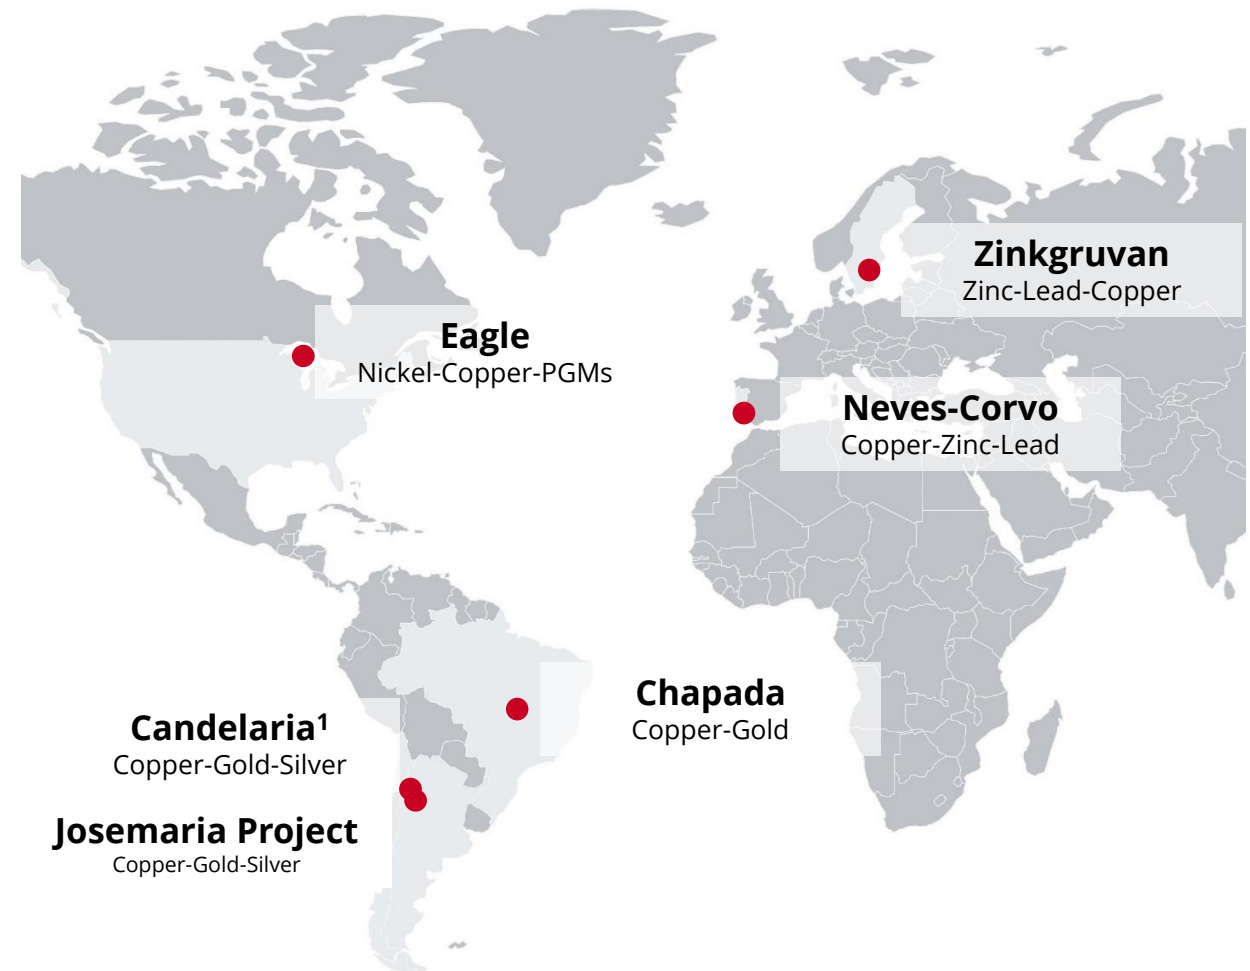 Zinkgruvan
Zinc-Lead-Copper
Eagle
Nickel-Copper-PGMs
Neves-Corvo
Copper-Zinc-Lead
Chapada
Copper-Gold
Candelaria¹
Copper-Gold-Silver
Josemaria Project
Copper-Gold-Silver